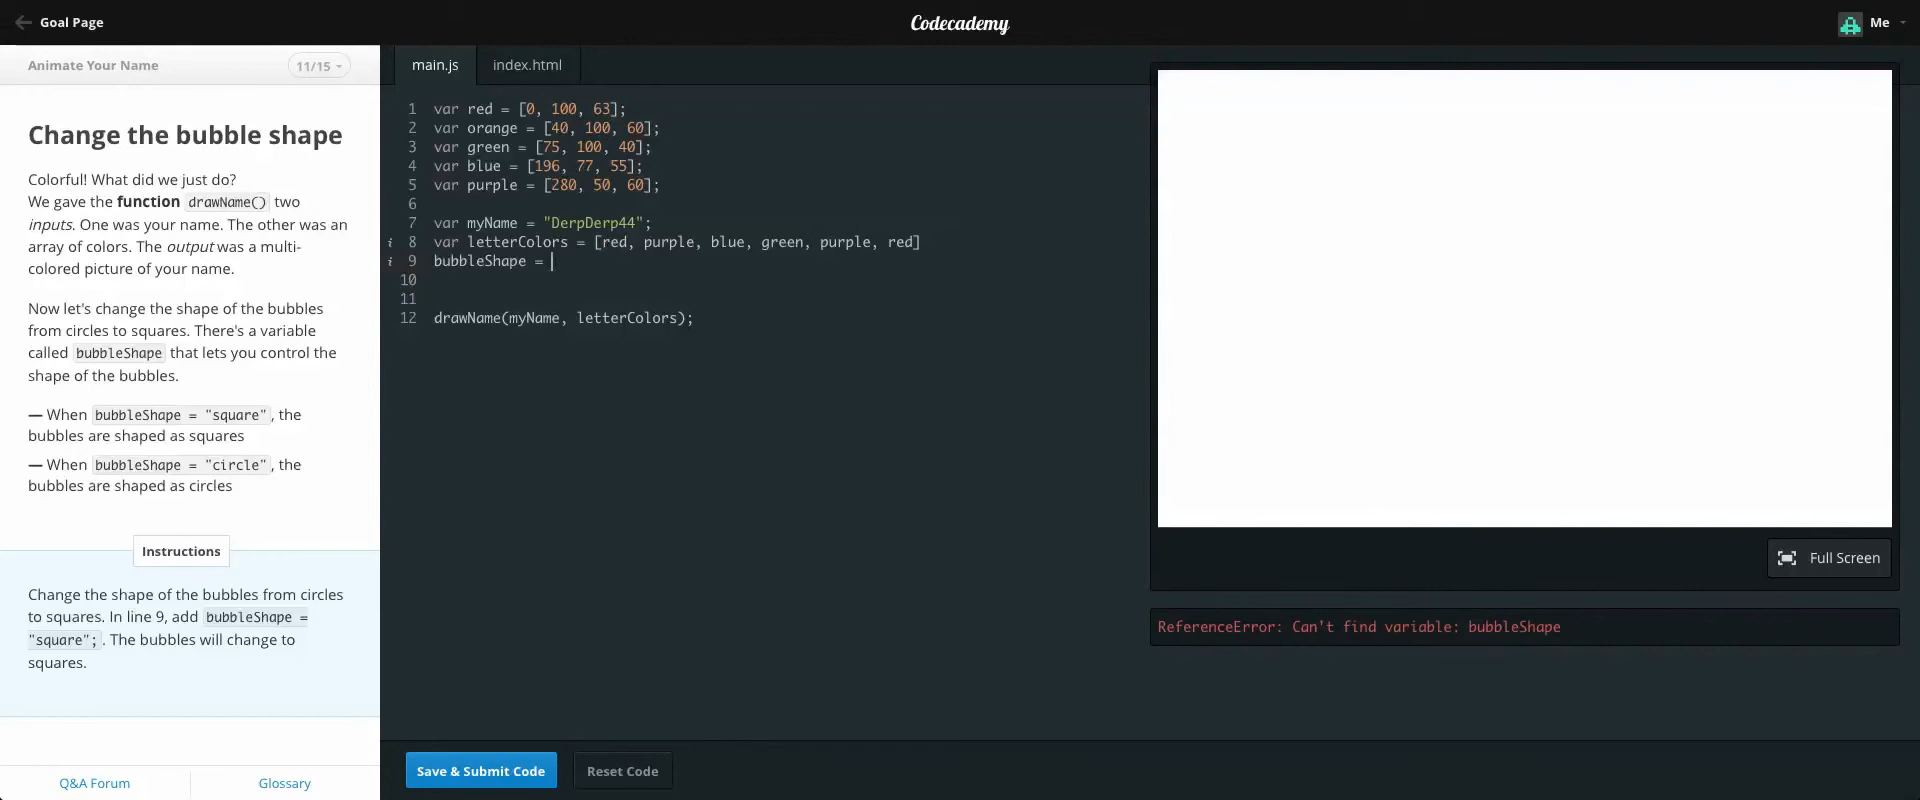 Goal Page
Codecademy
Me
Animate Your Name
11/15
main.js
index.html
Change the bubble shape
Colorful! What did we just do?
We gave the function drawName() two
inputs. One was your name. The other was an
array of colors. The output was a multi-
colored picture of your name.
Now let's change the shape of the bubbles
from circles to squares. There's a variable
called bubbleShape that lets you control the
shape of the bubbles.
— When bubbleShape = "square", the
bubbles are shaped as squares
— When bubbleShape = "circle", the
bubbles are shaped as circles
Instructions
Change the shape of the bubbles from circles
to squares. In line 9, add bubbleShape =
"square";. The bubbles will change to
squares.
Q&A Forum
Glossary
1 var red = [0, 100, 63];
2 var orange = [40, 100, 60];
3 var green = [75, 100, 40];
4 var blue = [196, 77, 55];
5 var purple = [280, 50, 60];
6
7 var myName = "DerpDerp44";
i 8 var letterColors = [red, purple, blue, green, purple, red]
i 9 bubbleShape =
10
11
12 drawName(myName, letterColors);
Full Screen
ReferenceError: Can't find variable: bubbleShape
Save & Submit Code
Reset Code